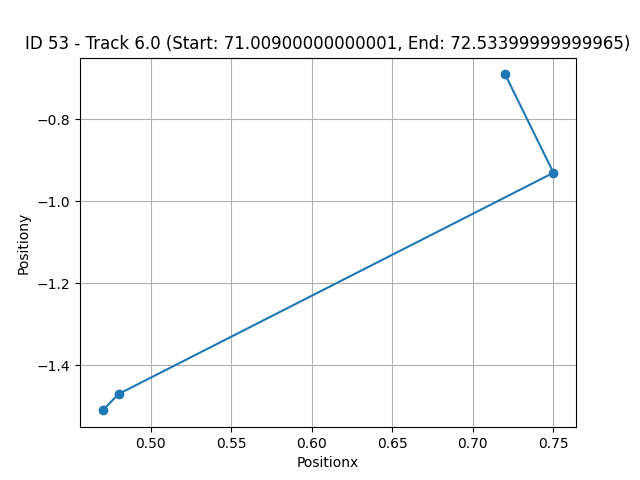 ID 53 - Track 6.0 (Start: 71.00900000000001, End: 72.53399999999965)
−0.8
−1.0
−1.2
−1.4
Positiony
0.50 0.55 0.60 0.65 0.70 0.75
Positionx